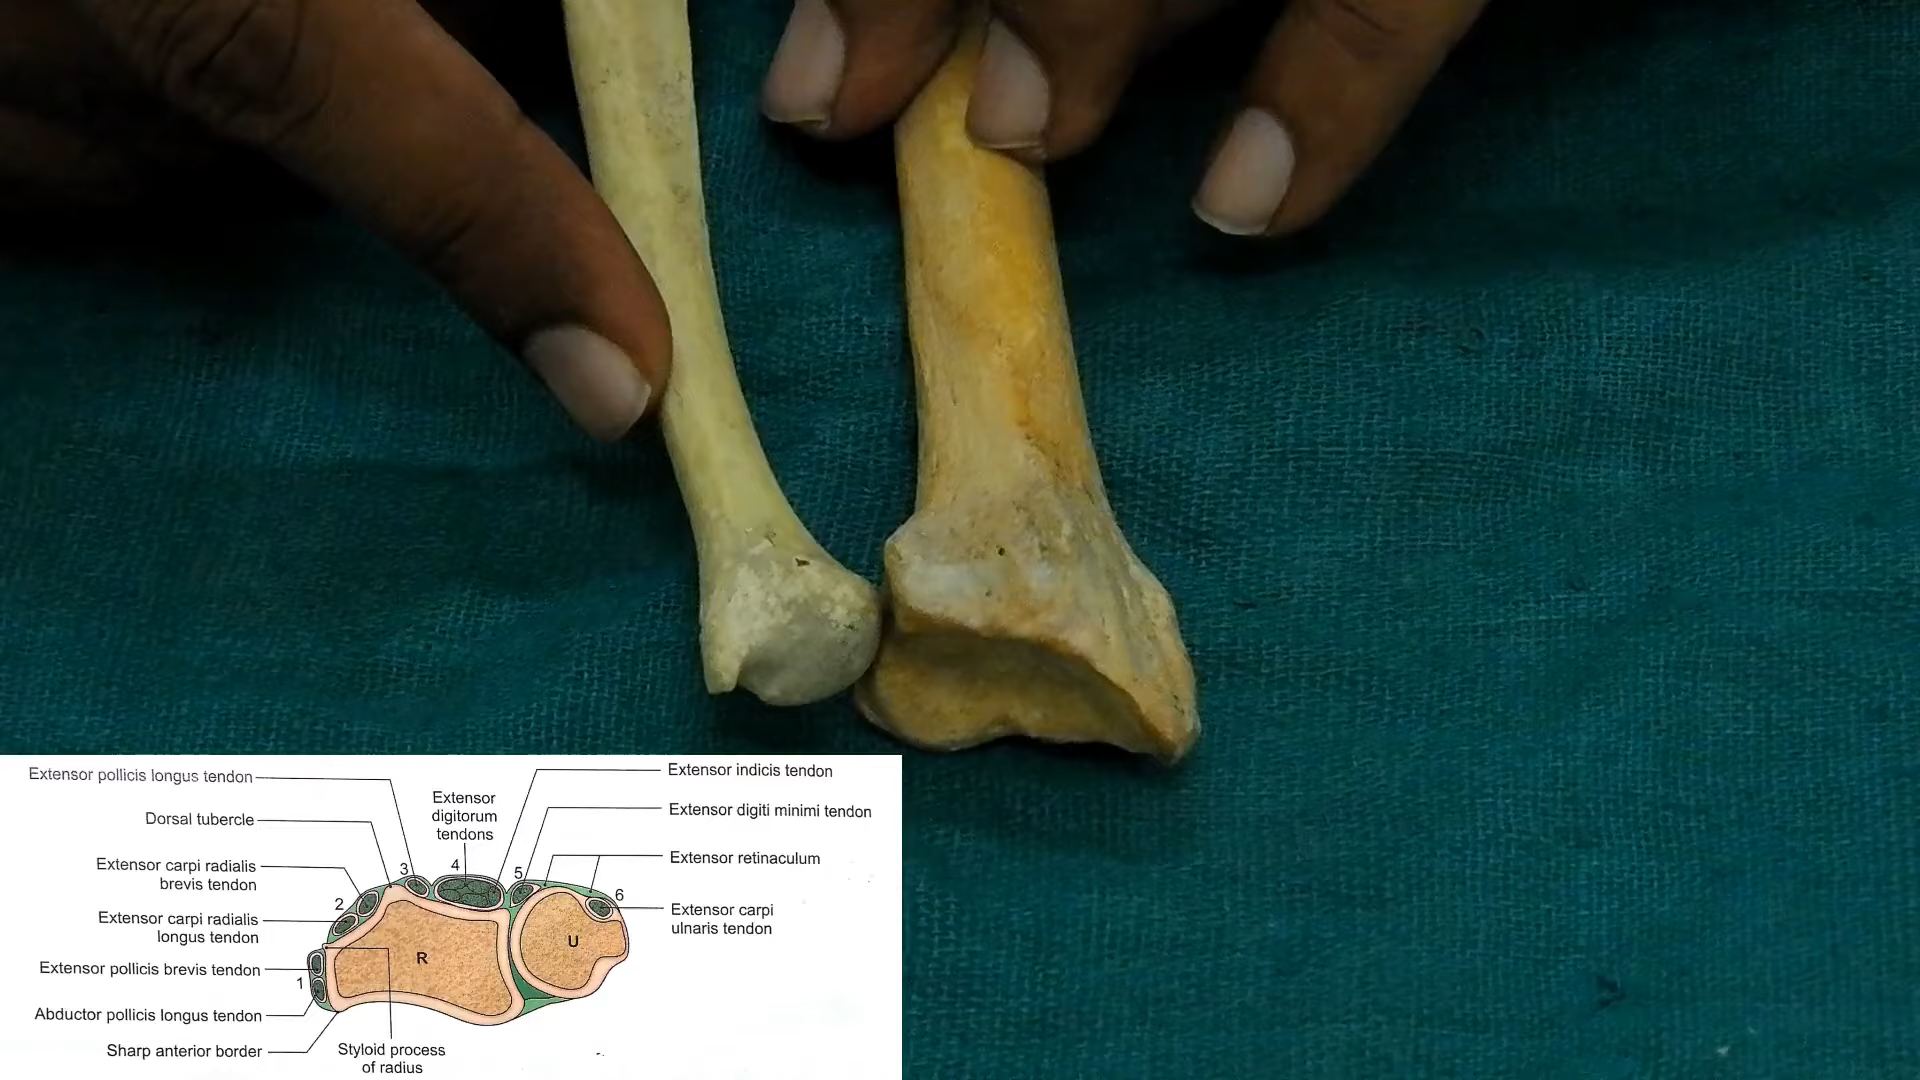 Extensor pollicis longus tendon
Dorsal tubercle
Extensor carpi radialis
brevis tendon
Extensor carpi radialis
longus tendon
Extensor pollicis brevis tendon
Abductor pollicis longus tendon
Sharp anterior border
Styloid process
of radius
Extensor
digitorum
tendons
Extensor indicis tendon
Extensor digiti minimi tendon
Extensor retinaculum
Extensor carpi
ulnaris tendon
1
2
3
4
5
6
R
U